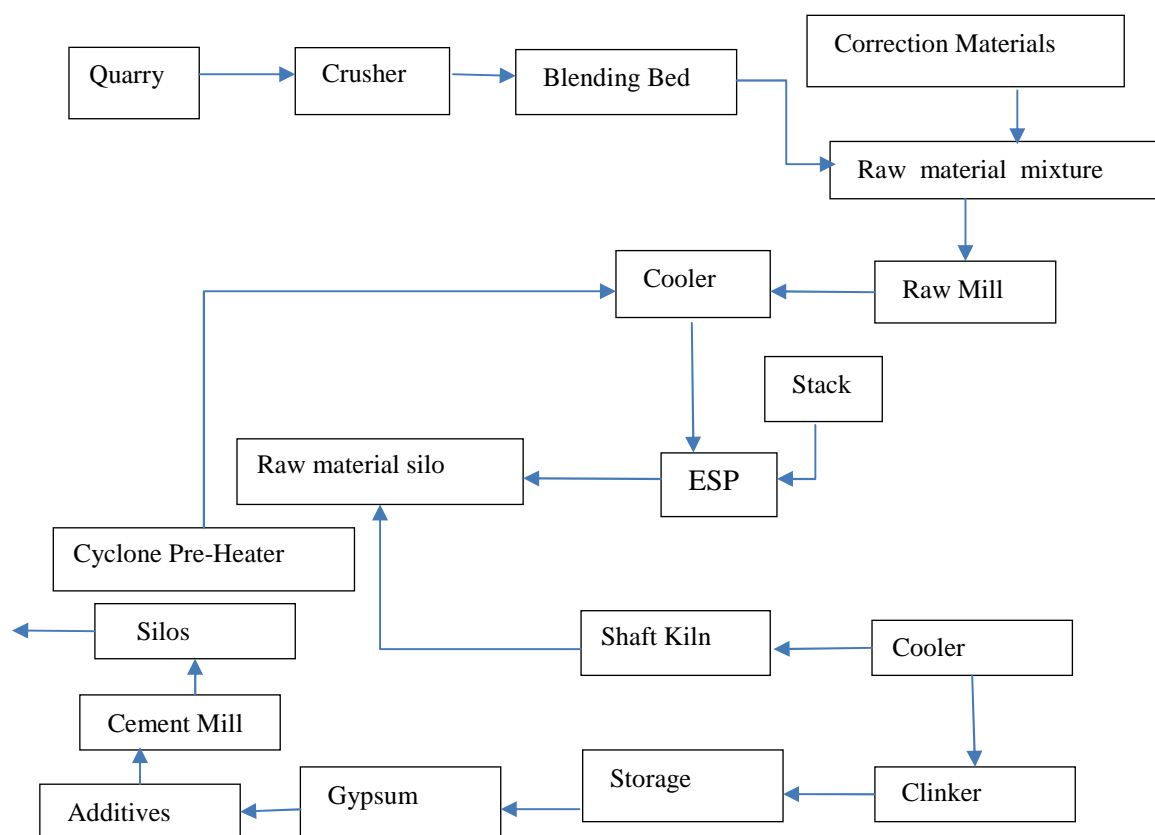 Quarry
Crusher
Blending Bed
Correction Materials
Raw material mixture
Cooler
Raw Mill
Stack
Raw material silo
ESP
Cyclone Pre-Heater
Silos
Shaft Kiln
Cooler
Cement Mill
Additives
Gypsum
Storage
Clinker